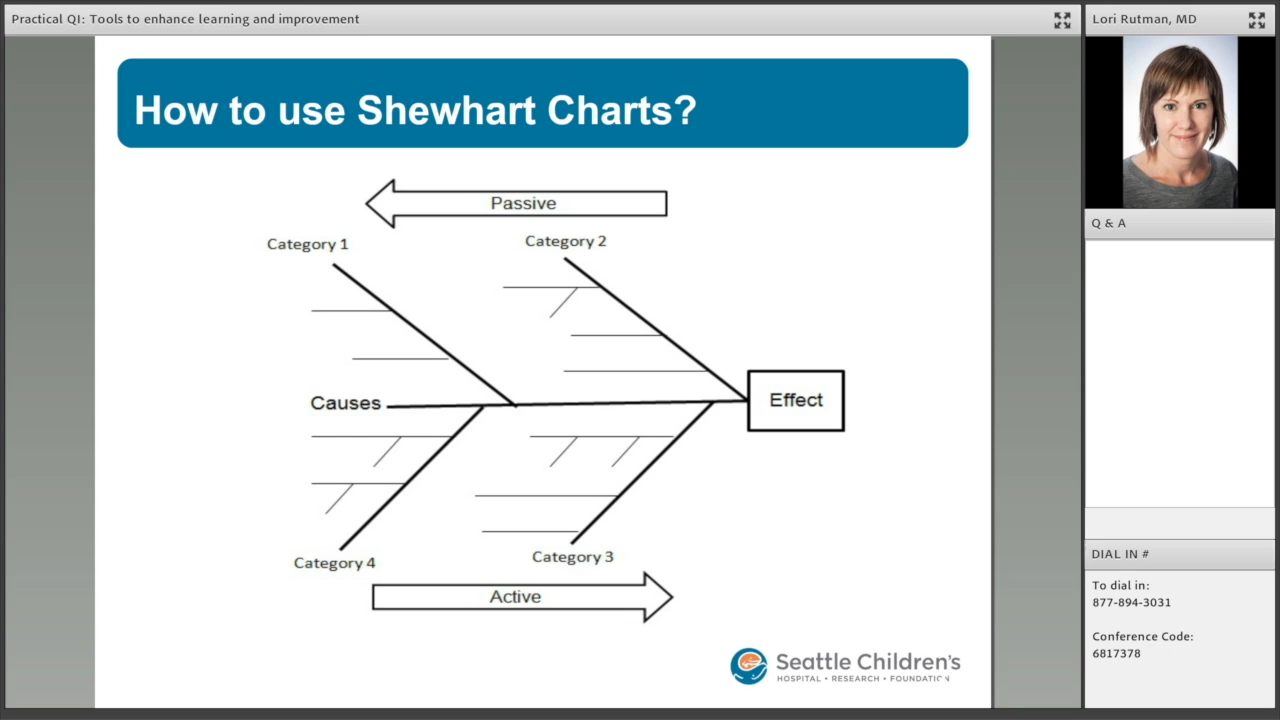 Practical QI: Tools to enhance learning and improvement
Lori Rutman, MD
How to use Shewhart Charts?
Passive
Category 1
Category 2
Causes
Effect
Category 4
Category 3
Active
Seattle Children's
HOSPITAL • RESEARCH • FOUNDATION
Q & A
DIAL IN #
To dial in:
877-894-3031
Conference Code:
6817378